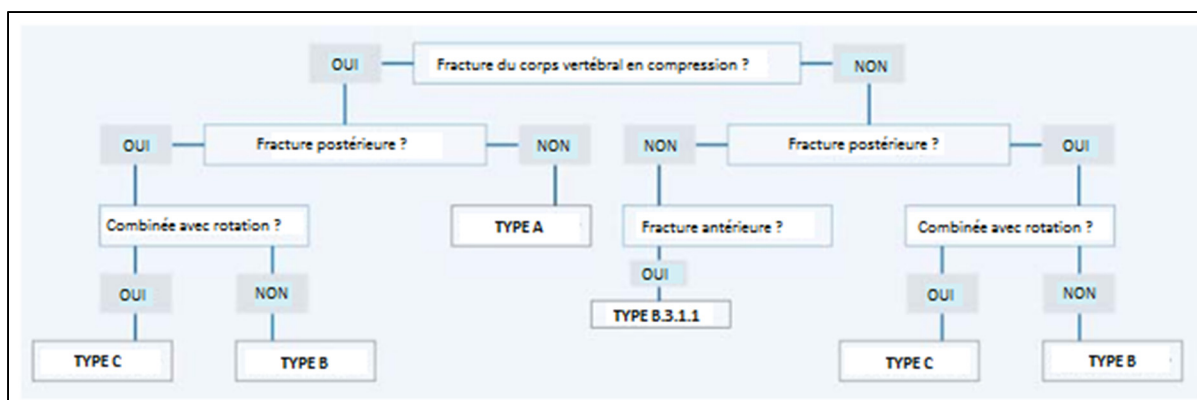 OUI
Fracture du corps vertébral en compression ?
NON
OUI
Fracture postérieure ?
NON
NON
Fracture postérieure ?
OUI
Combinée avec rotation ?
TYPE A
Fracture antérieure ?
Combinée avec rotation ?
OUI
NON
OUI
OUI
NON
TYPE B.3.1.1
TYPE C
TYPE B
TYPE C
TYPE B